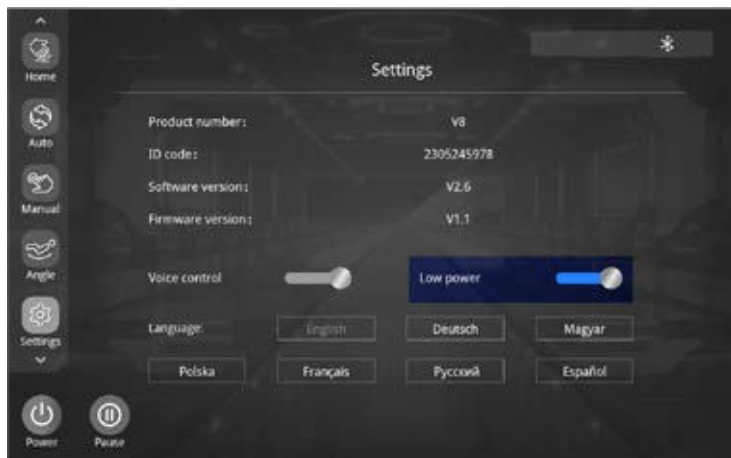 Home
Auto
Manual
Angle
Settings
Power
Pause
Settings
Product number: V8
ID code: 2305245978
Software version: V2.6
Firmware version: V1.1
Voice control
Low power
Language: English Deutsch Magyar
Polska Français Русский Español